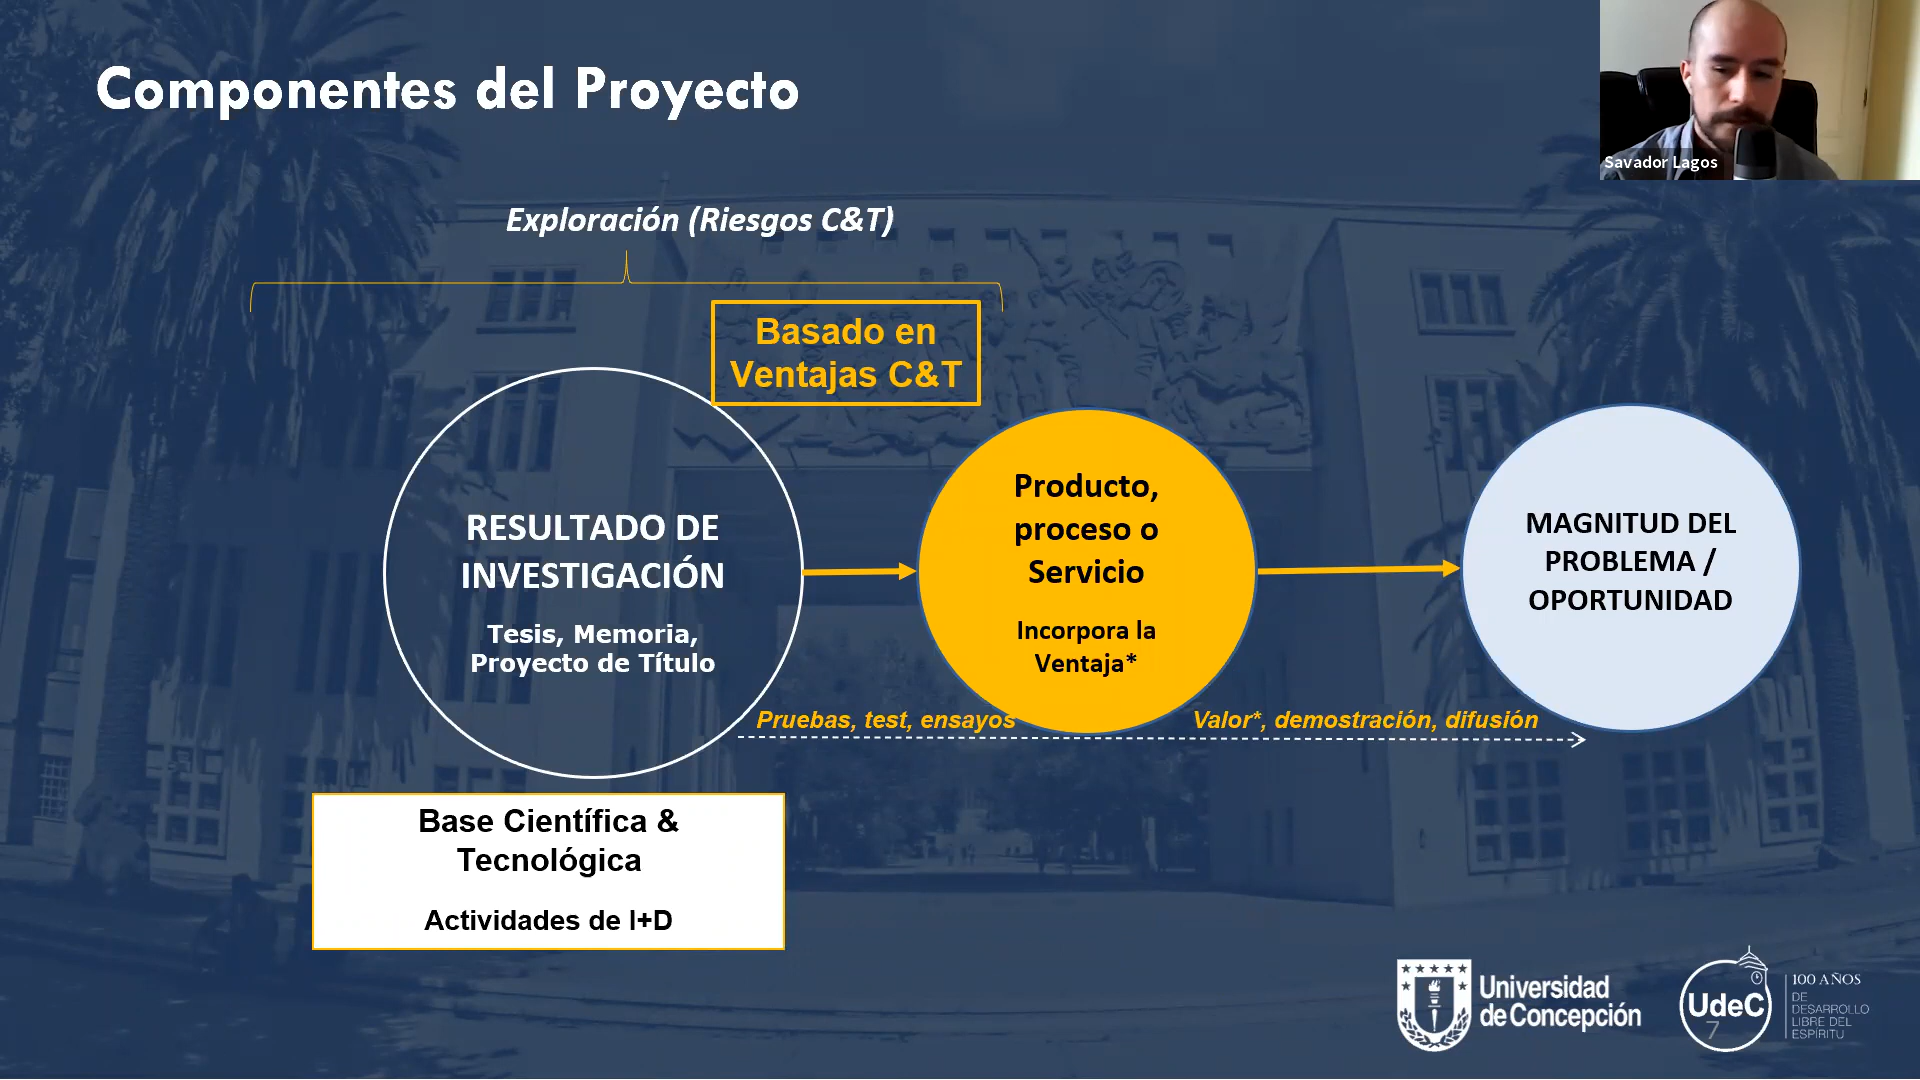 Componentes del Proyecto
Savador Lagos
Exploración (Riesgos C&T)
Basado en
Ventajas C&T
RESULTADO DE
INVESTIGACIÓN
Tesis, Memoria,
Proyecto de Título
Producto,
proceso o
Servicio
Incorpora la
Ventaja*
MAGNITUD DEL
PROBLEMA /
OPORTUNIDAD
Pruebas, test, ensayos
Valor*, demostración, difusión
Base Científica &
Tecnológica
Actividades de I+D
Universidad
de Concepción
UdeC
7
100 AÑOS
DE
DESARROLLO
LIBRE DEL
ESPÍRITU